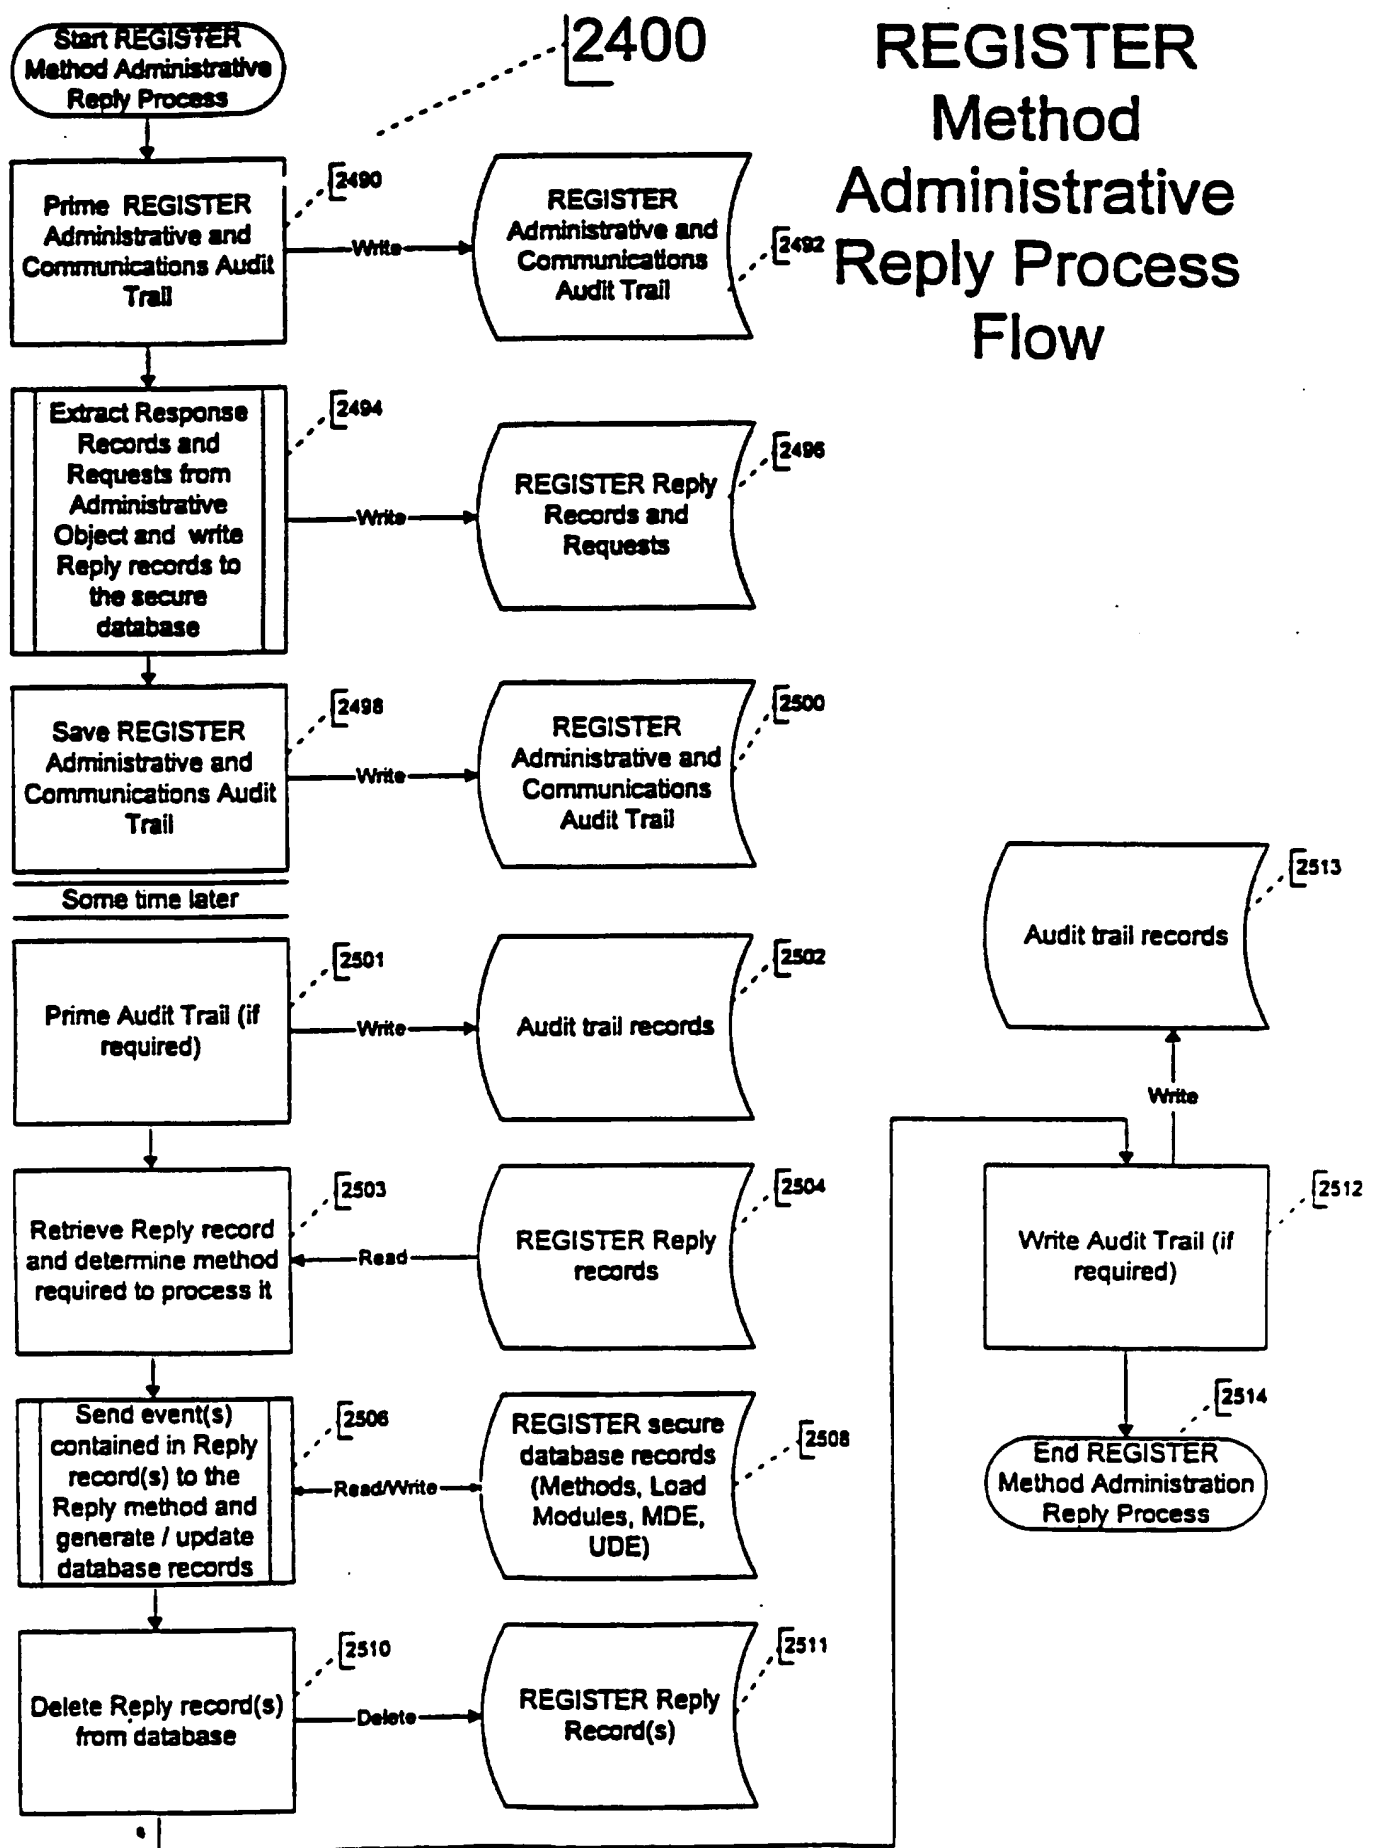 2400
REGISTER
Method
Administrative
Reply Process
Flow
Start REGISTER
Method Administrative
Reply Process
2490
Prime REGISTER
Administrative and
Communications Audit
Trail
Write
REGISTER
Administrative and
Communications
Audit Trail
2492
2494
Extract Response
Records and
Requests from
Administrative
Object and write
Reply records to
the secure
database
Write
REGISTER Reply
Records and
Requests
2496
2498
Save REGISTER
Administrative and
Communications Audit
Trail
Write
REGISTER
Administrative and
Communications
Audit Trail
2500
Some time later
2501
Prime Audit Trail (if
required)
Write
Audit trail records
2502
2503
Retrieve Reply record
and determine method
required to process it
Read
REGISTER Reply
records
2504
2506
Send event(s)
contained in Reply
record(s) to the
Reply method and
generate / update
database records
Read/Write
REGISTER secure
database records
(Methods, Load
Modules, MDE,
UDE)
2508
2510
Delete Reply record(s)
from database
Delete
REGISTER Reply
Record(s)
2511
2513
Audit trail records
Write
2512
Write Audit Trail (if
required)
2514
End REGISTER
Method Administration
Reply Process